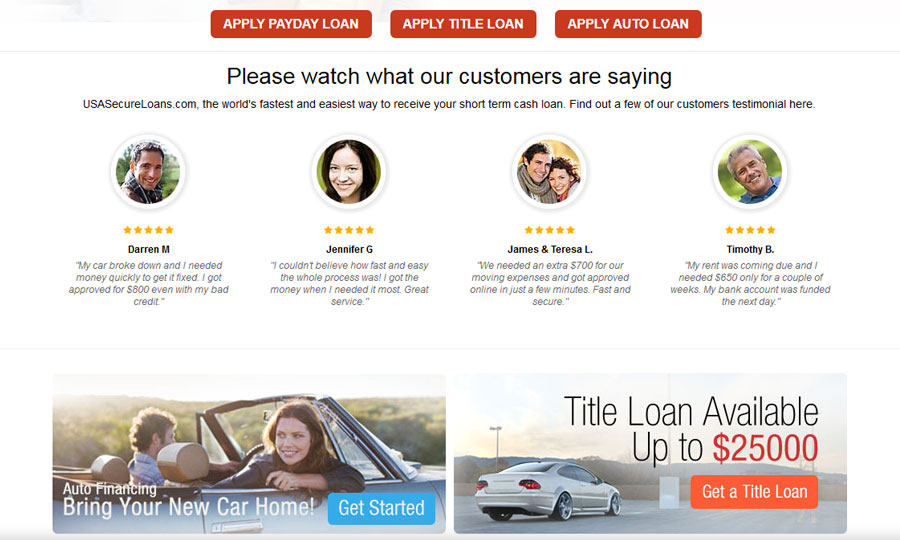 APPLY PAYDAY LOAN
APPLY TITLE LOAN
APPLY AUTO LOAN
Please watch what our customers are saying
USASecureLoans.com, the world's fastest and easiest way to receive your short term cash loan. Find out a few of our customers testimonial here.
Darren M
"My car broke down and I needed
money quickly to get it fixed. I got
approved for $800 even with my bad
credit."
Jennifer G
"I couldn't believe how fast and easy
the whole process was! I got the
money when I needed it most. Great
service."
James & Teresa L.
"We needed an extra $700 for our
moving expenses and got approved
online in just a few minutes. Fast and
secure."
Timothy B.
"My rent was coming due and I
needed $650 only for a couple of
weeks. My bank account was funded
the next day."
Auto Financing
Bring Your New Car Home!
Get Started
Title Loan Available
Up to $25000
Get a Title Loan